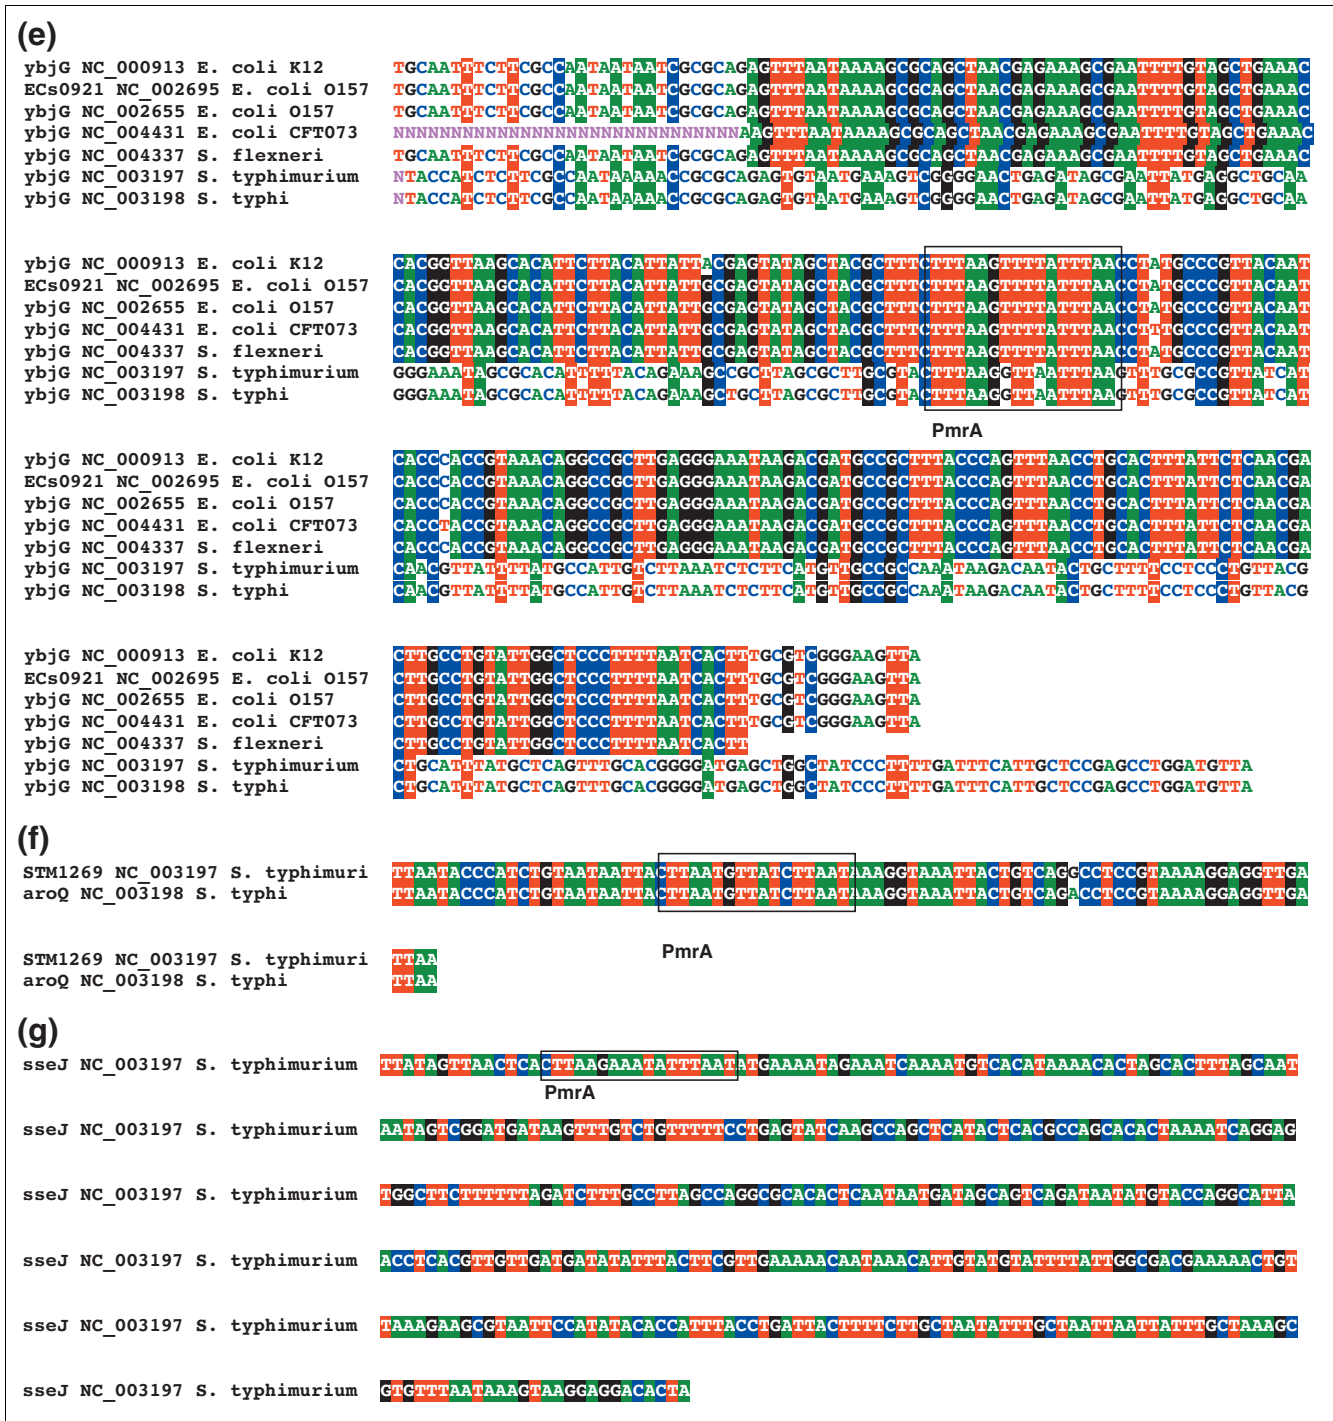 (e)
ybjG NC_000913 E. coli K12 TGCAATTTCTTCGCCAATAATAATCGCGCAGAGTTTAATAAAAGCGCAGCTAACGAGAAAGCGAATTTTGTAGCTGAAAC
ECs0921 NC_002695 E. coli O157 TGCAATTTCTTCGCCAATAATAATCGCGCAGAGTTTAATAAAAGCGCAGCTAACGAGAAAGCGAATTTTGTAGCTGAAAC
ybjG NC_002655 E. coli O157 TGCAATTTCTTCGCCAATAATAATCGCGCAGAGTTTAATAAAAGCGCAGCTAACGAGAAAGCGAATTTTGTAGCTGAAAC
ybjG NC_004431 E. coli CFT073 NNNNNNNNNNNNNNNNNNNNNNNNNNNNNNAAGTTTAATAAAAGCGCAGCTAACGAGAAAGCGAATTTTGTAGCTGAAAC
ybjG NC_004337 S. flexneri TGCAATTTCTTCGCCAATAATAATCGCGCAGAGTTTAATAAAAGCGCAGCTAACGAGAAAGCGAATTTTGTAGCTGAAAC
ybjG NC_003197 S. typhimurium NTACCATCTCTTCGCCAATAAAAACCGCGCAGAGTGTAATGAAAGTCGGGGAACTGAGATAGCGAATTATGAGGCTGCAA
ybjG NC_003198 S. typhi NTACCATCTCTTCGCCAATAAAAACCGCGCAGAGTGTAATGAAAGTCGGGGAACTGAGATAGCGAATTATGAGGCTGCAA
ybjG NC_000913 E. coli K12 CACGGTTAAGCACATTCTTACATTATTACGAGTATAGCTACGCTTTCTTTAAGTTTTATTTAACCTATGCCCGTTACAAT
ECs0921 NC_002695 E. coli O157 CACGGTTAAGCACATTCTTACATTATTGCGAGTATAGCTACGCTTTCTTTAAGTTTTATTTAACCTATGCCCGTTACAAT
ybjG NC_002655 E. coli O157 CACGGTTAAGCACATTCTTACATTATTGCGAGTATAGCTACGCTTTCTTTAAGTTTTATTTAACCTATGCCCGTTACAAT
ybjG NC_004431 E. coli CFT073 CACGGTTAAGCACATTCTTACATTATTGCGAGTATAGCTACGCTTTCTTTAAGTTTTATTTAACCTTTGCCCGTTACAAT
ybjG NC_004337 S. flexneri CACGGTTAAGCACATTCTTACATTATTGCGAGTATAGCTACGCTTTCTTTAAGTTTTATTTAACCTATGCCCGTTACAAT
ybjG NC_003197 S. typhimurium GGGAAATAGCGCACATTTTTACAGAAAGCCGCTTAGCGCTTGCGTACTTTAAGGTTAATTTAAGTTTGCGCCGTTATCAT
ybjG NC_003198 S. typhi GGGAAATAGCGCACATTTTTACAGAAAGCTGCTTAGCGCTTGCGTACTTTAAGGTTAATTTAAGTTTGCGCCGTTATCAT
PmrA
ybjG NC_000913 E. coli K12 CACCCACCGTAAACAGGCCGCTTGAGGGAAATAAGACGATGCCGCTTTACCCAGTTTAACCTGCACTTTATTCTCAACGA
ECs0921 NC_002695 E. coli O157 CACCCACCGTAAACAGGCCGCTTGAGGGAAATAAGACGATGCCGCTTTACCCAGTTTAACCTGCACTTTATTCTCAACGA
ybjG NC_002655 E. coli O157 CACCCACCGTAAACAGGCCGCTTGAGGGAAATAAGACGATGCCGCTTTACCCAGTTTAACCTGCACTTTATTCTCAACGA
ybjG NC_004431 E. coli CFT073 CACCTACCGTAAACAGGCCGCTTGAGGGAAATAAGACGATGCCGCTTTACCCAGTTTAACCTGCACTTTATTCTCAACGA
ybjG NC_004337 S. flexneri CACCCACCGTAAACAGGCCGCTTGAGGGAAATAAGACGATGCCGCTTTACCCAGTTTAACCTGCACTTTATTCTCAACGA
ybjG NC_003197 S. typhimurium CAACGTTATTTTATGCCATTGTCTTAAATCTCTTCATGTTGCCGCCAAATAAGACAATACTGCTTTTCCTCCCTGTTACG
ybjG NC_003198 S. typhi CAACGTTATTTTATGCCATTGTCTTAAATCTCTTCATGTTGCCGCCAAATAAGACAATACTGCTTTTCCTCCCTGTTACG
ybjG NC_000913 E. coli K12 CTTGCCTGTATTGGCTCCCTTTTAATCACTTTGCGTCGGGAAGTTA
ECs0921 NC_002695 E. coli O157 CTTGCCTGTATTGGCTCCCTTTTAATCACTTTGCGTCGGGAAGTTA
ybjG NC_002655 E. coli O157 CTTGCCTGTATTGGCTCCCTTTTAATCACTTTGCGTCGGGAAGTTA
ybjG NC_004431 E. coli CFT073 CTTGCCTGTATTGGCTCCCTTTTAATCACTTTGCGTCGGGAAGTTA
ybjG NC_004337 S. flexneri CTTGCCTGTATTGGCTCCCTTTTAATCACTT
ybjG NC_003197 S. typhimurium CTGCATTTATGCTCAGTTTGCACGGGGATGAGCTGGCTATCCCTTTTGATTTCATTGCTCCGAGCCTGGATGTTA
ybjG NC_003198 S. typhi CTGCATTTATGCTCAGTTTGCACGGGGATGAGCTGGCTATCCCTTTTGATTTCATTGCTCCGAGCCTGGATGTTA
(f)
STM1269 NC_003197 S. typhimuri TTAATACCCATCTGTAATAATTACTTAATGTTATCTTAATAAAGGTAAATTACTGTCAGGCCTCCGTAAAAGGAGGTTGA
aroQ NC_003198 S. typhi TTAATACCCATCTGTAATAATTACTTAATGTTATCTTAATAAAGGTAAATTACTGTCAGACCTCCGTAAAAGGAGGTTGA
PmrA
STM1269 NC_003197 S. typhimuri TTAA
aroQ NC_003198 S. typhi TTAA
(g)
sseJ NC_003197 S. typhimurium TTATAGTTAACTCACTTAAGAAATATTTAATATGAAAATAGAAATCAAAATGTCACATAAAACACTAGCACTTTAGCAAT
PmrA
sseJ NC_003197 S. typhimurium AATAGTCGGATGATAAGTTTGTCTGTTTTTCCTGAGTATCAAGCCAGCTCATACTCACGCCAGCACACTAAAATCAGGAG
sseJ NC_003197 S. typhimurium TGGCTTCTTTTTTAGATCTTTGCCTTAGCCAGGCGCACACTCAATAATGATAGCAGTCAGATAATATGTACCAGGCATTA
sseJ NC_003197 S. typhimurium ACCTCACGTTGTTGATGATATATTTACTTCGTTGAAAAACAATAAACATTGTATGTATTTTATTGGCGACGAAAAACTGT
sseJ NC_003197 S. typhimurium TAAAGAAGCGTAATTCCATATACACCATTTACCTGATTACTTTTCTTGCTAATATTTGCTAATTAATTATTTGCTAAAGC
sseJ NC_003197 S. typhimurium GTGTTTAATAAAGTAAGGAGGACACTA